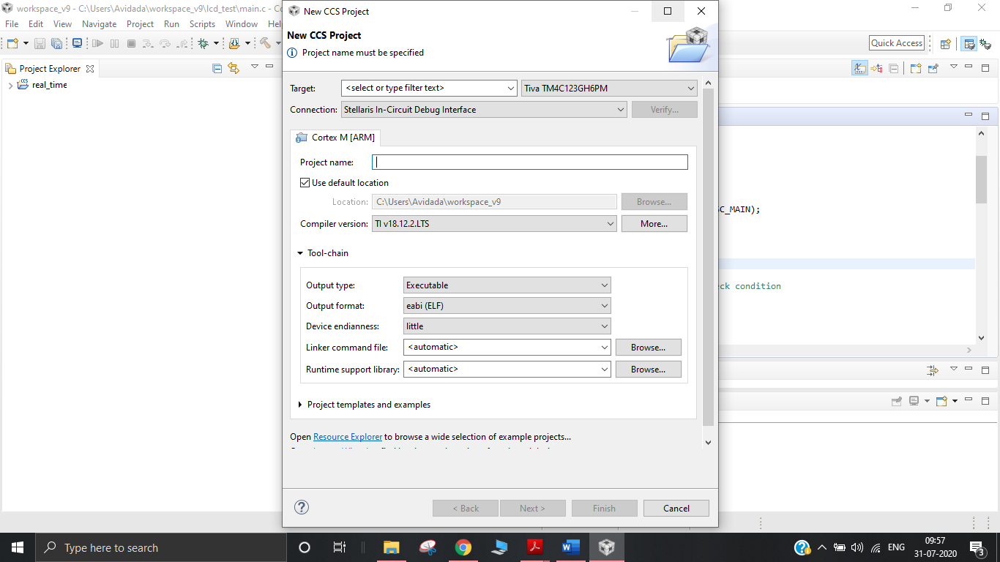 workspace_v9 - C:\Users\Avidada\workspace_v9\lcd_test\main.c - Co
File Edit View Navigate Project Run Scripts Window Hel
Quick Access
Project Explorer
real_time
New CCS Project
New CCS Project
Project name must be specified
Target: <select or type filter text> Tiva TM4C123GH6PM
Connection: Stellaris In-Circuit Debug Interface Verify...
Cortex M [ARM]
Project name:
Use default location
Location: C:\Users\Avidada\workspace_v9 Browse...
Compiler version: TI v18.12.2.LTS More...
Tool-chain
Output type: Executable
Output format: eabi (ELF)
Device endianness: little
Linker command file: <automatic> Browse...
Runtime support library: <automatic> Browse...
Project templates and examples
Open Resource Explorer to browse a wide selection of example projects...
< Back Next > Finish Cancel
SC_MAIN);
eck condition
Type here to search
ENG
09:57
31-07-2020
3